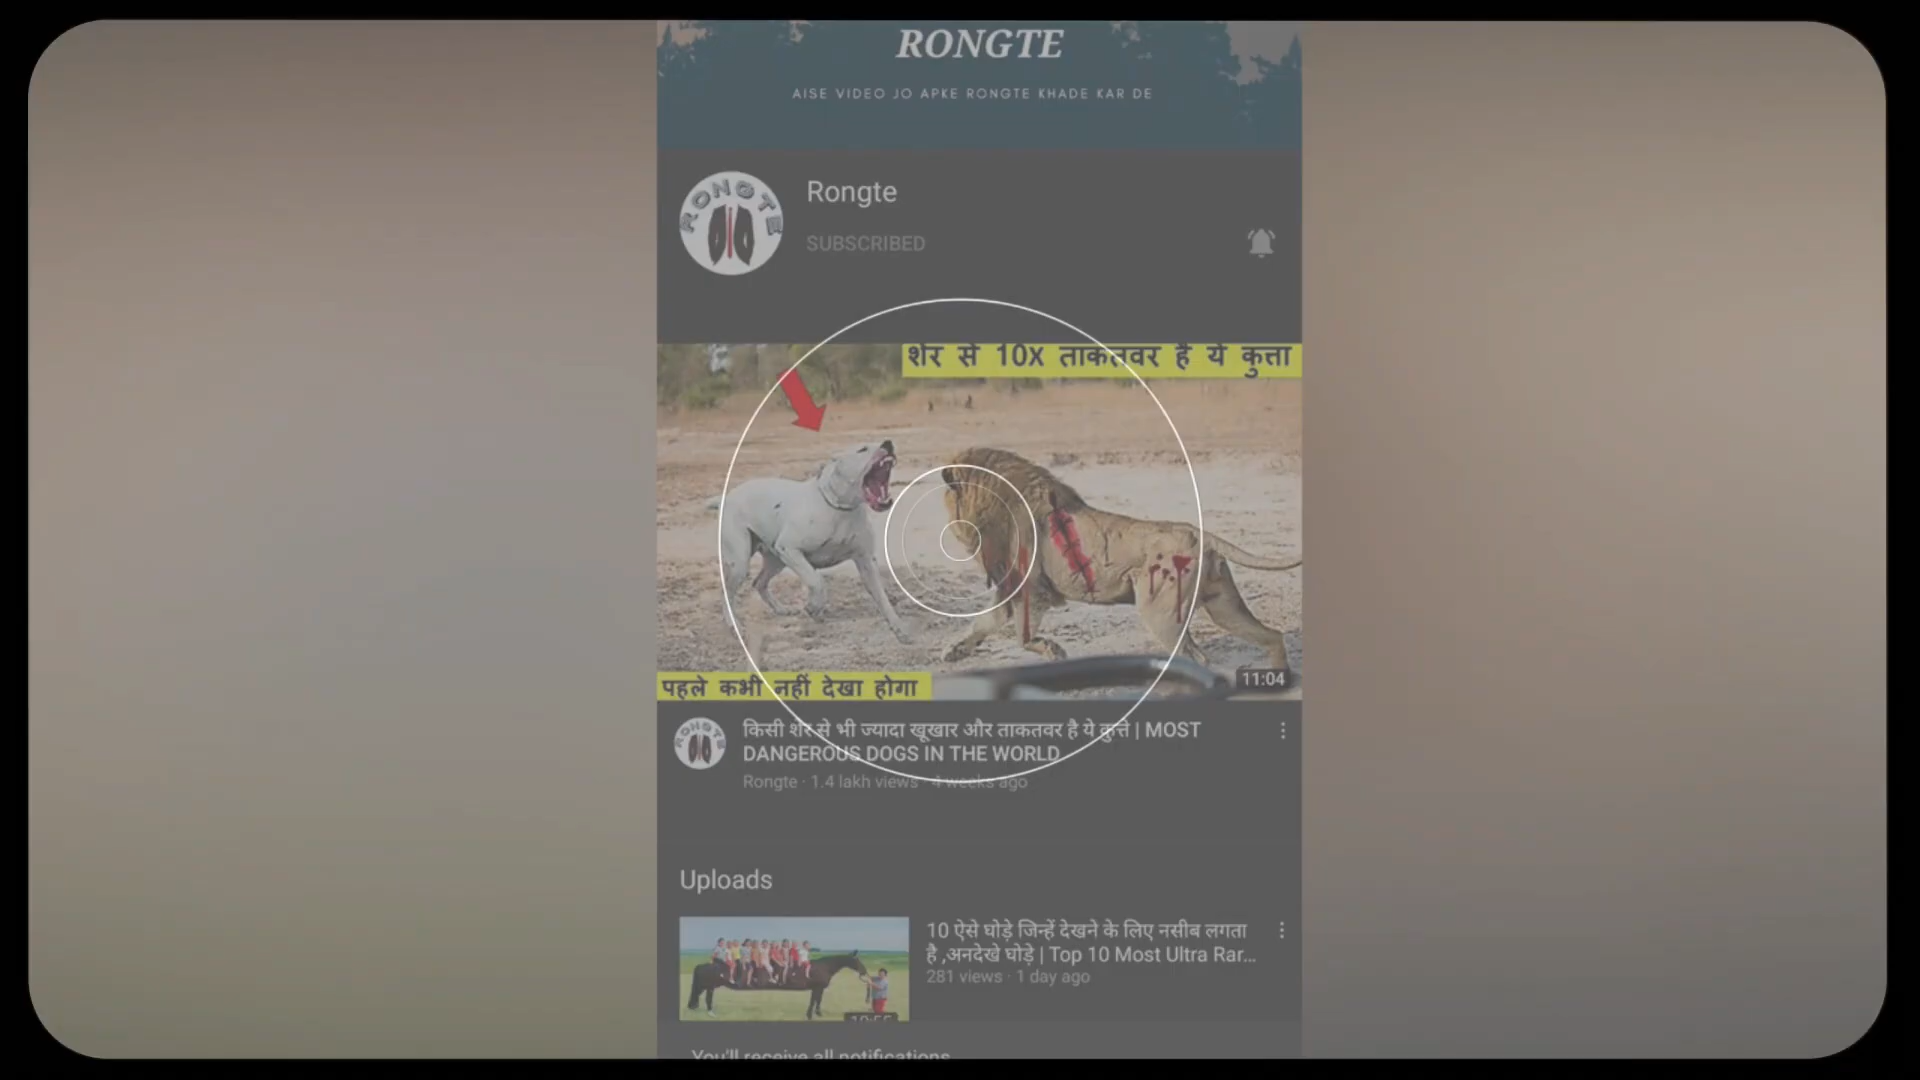 RONGTE
AISE VIDEO JO APKE RONGTE KHADE KAR DE
RONGTE
Rongte
SUBSCRIBED
शेर से 10X ताकतवर है ये कुत्ता
पहले कभी नहीं देखा होगा
11:04
RONGTE
किसी शेर से भी ज्यादा खूखार और ताकतवर है ये कुत्ते | MOST
DANGEROUS DOGS IN THE WORLD
Rongte · 1.4 lakh views · 4 weeks ago
Uploads
10 ऐसे घोड़े जिन्हें देखने के लिए नसीब लगता
है ,अनदेखे घोड़े | Top 10 Most Ultra Rar...
281 views · 1 day ago
You'll receive all notifications